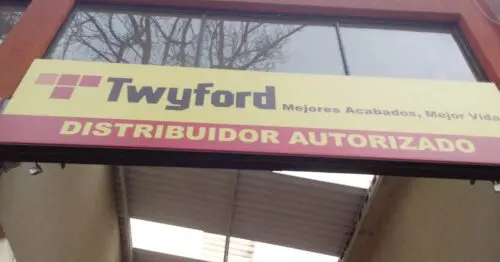 Twyford Mejores Acabados, Mejor Vida
DISTRIBUIDOR AUTORIZADO